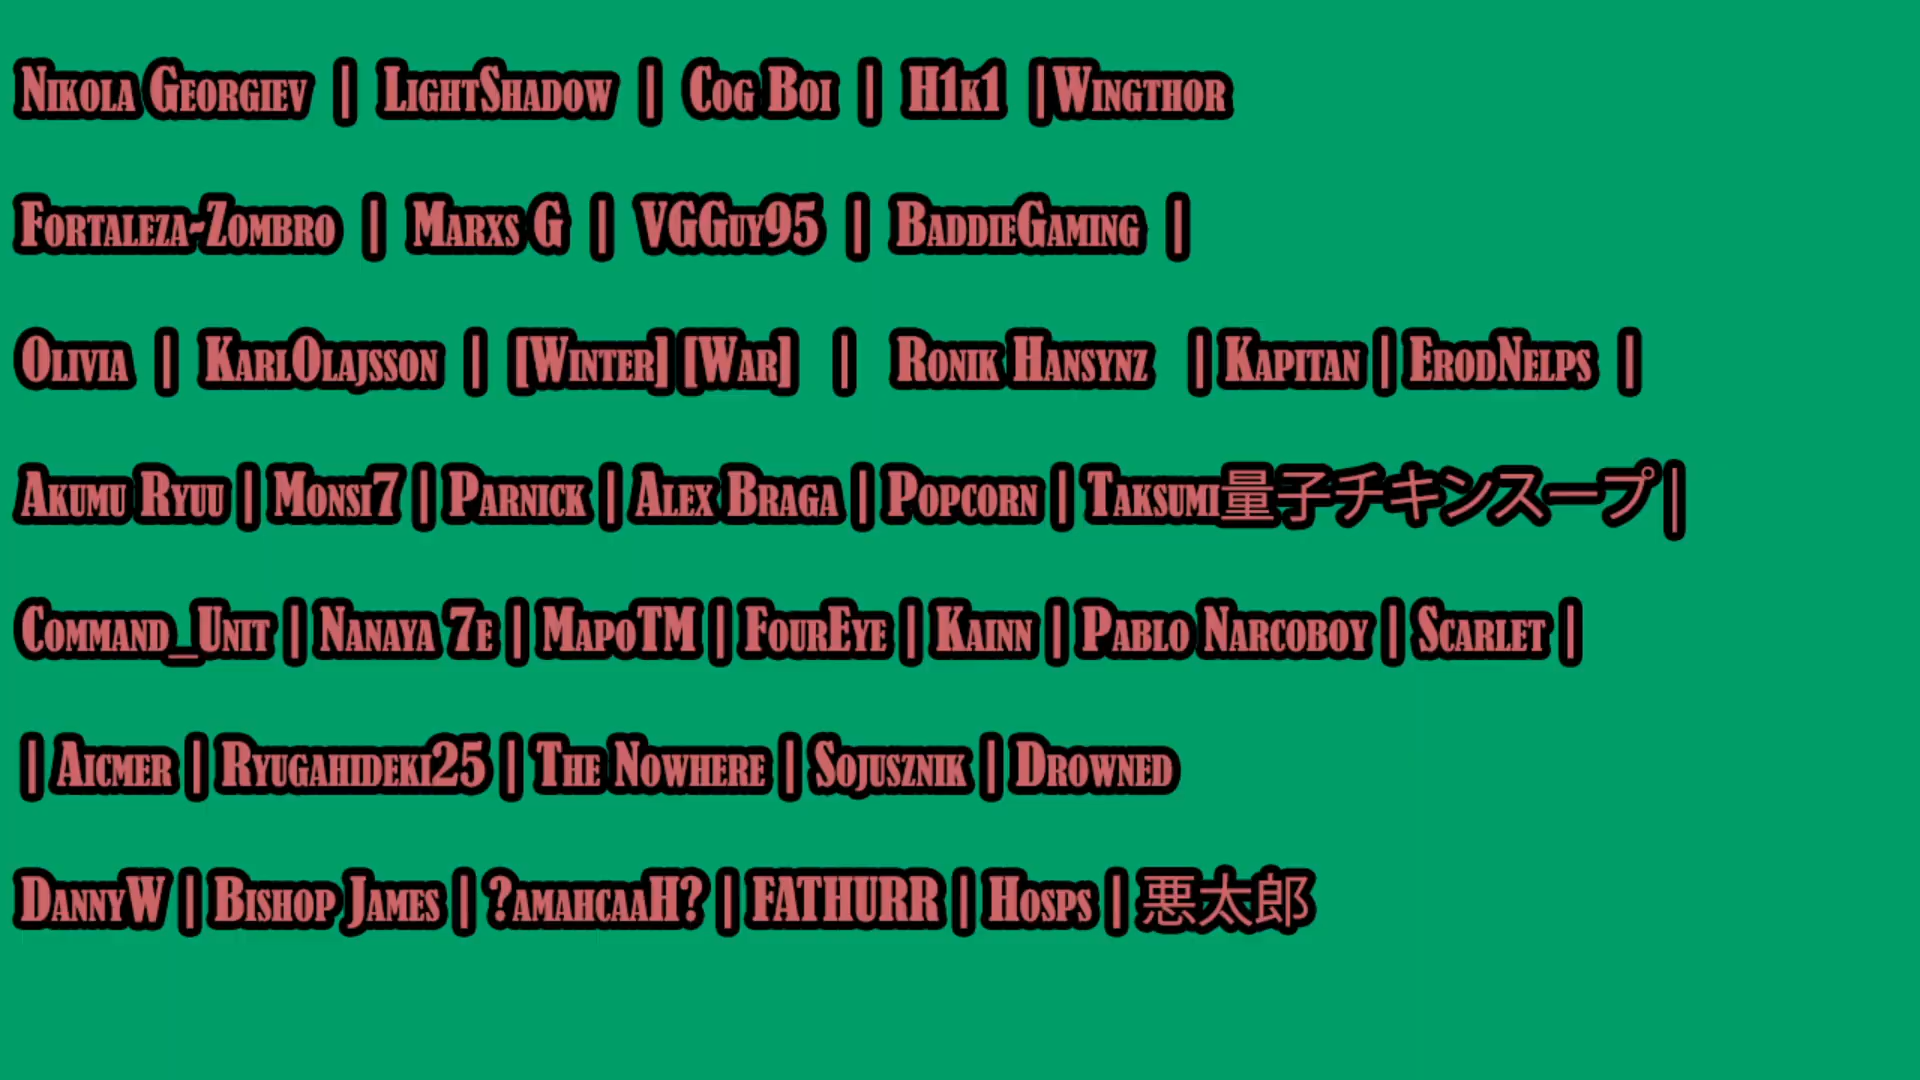 Nikola Georgiev | LightShadow | Cog Boi | H1k1 |Wingthor
Fortaleza-Zombro | Marxs G | VGGuy95 | BaddieGaming |
Olivia | KarlOlajsson | [Winter] [War] | Ronik Hansynz | Kapitan | ErodNelps |
Akumu Ryuu | Monsi7 | Parnick | Alex Braga | Popcorn | Taksumi量子チキンスープ |
Command_Unit | Nanaya 7e | MapoTM | FourEye | Kainn | Pablo Narcoboy | Scarlet |
| Aicmer | Ryugahideki25 | The Nowhere | Sojusznik | Drowned
DannyW | Bishop James | ?amahcaaH? | FATHURR | Hosps | 悪太郎